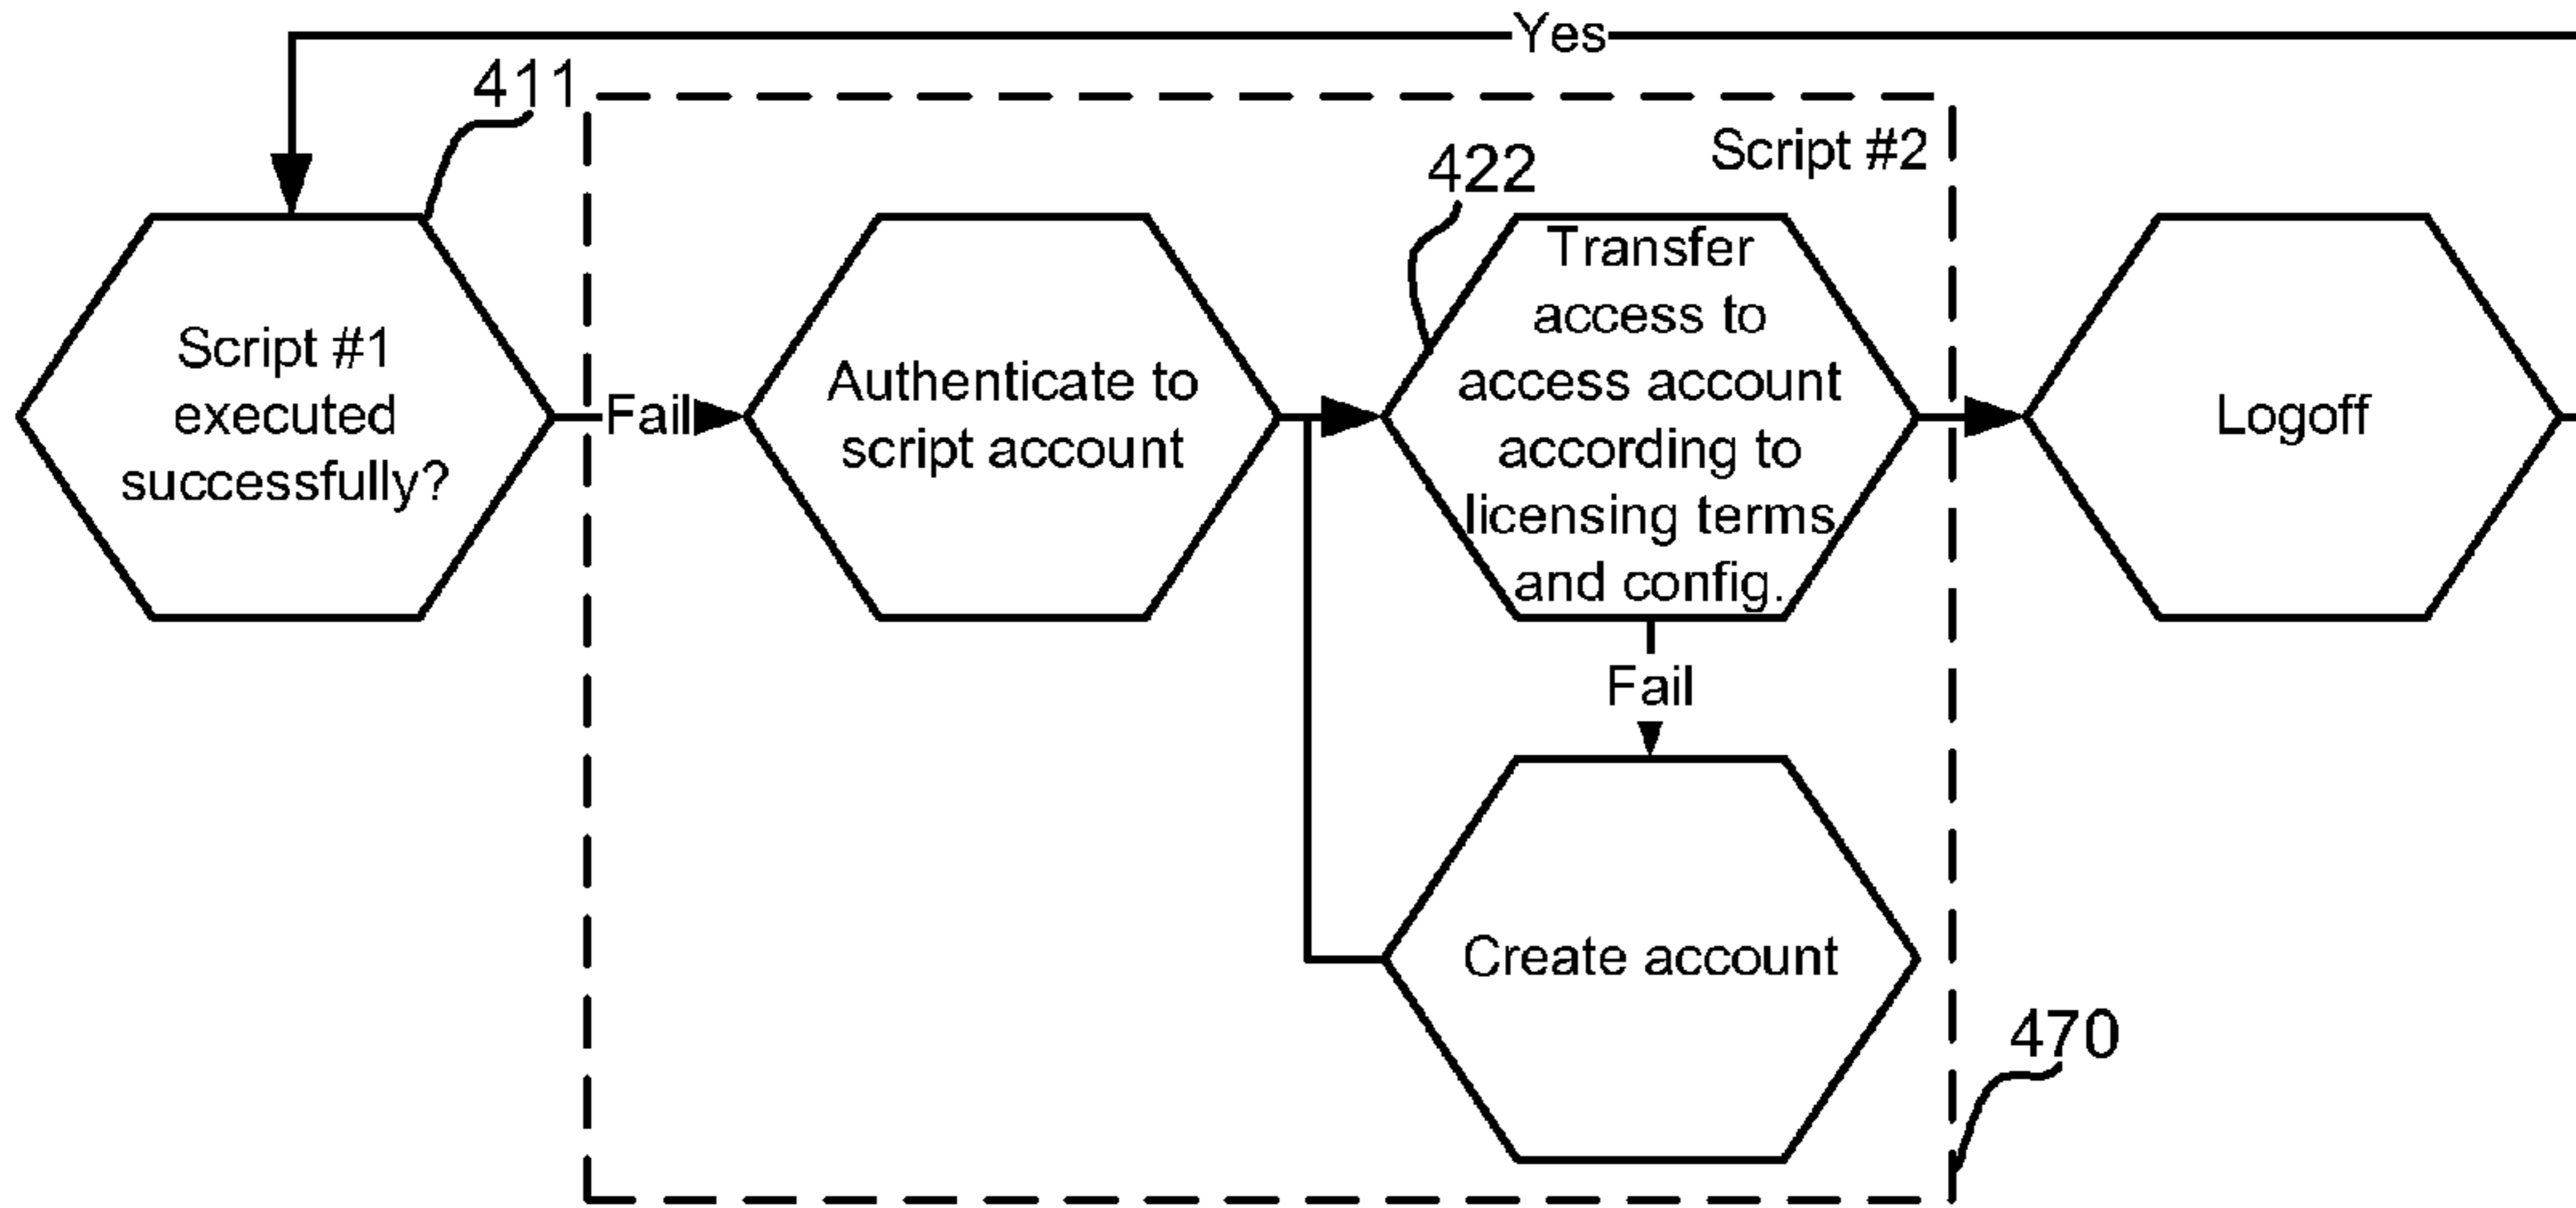 Yes
411
Script #2
422
Script #1
executed
successfully?
Fail
Authenticate to
script account
Transfer
access to
access account
according to
licensing terms
and config.
Logoff
Fail
Create account
470